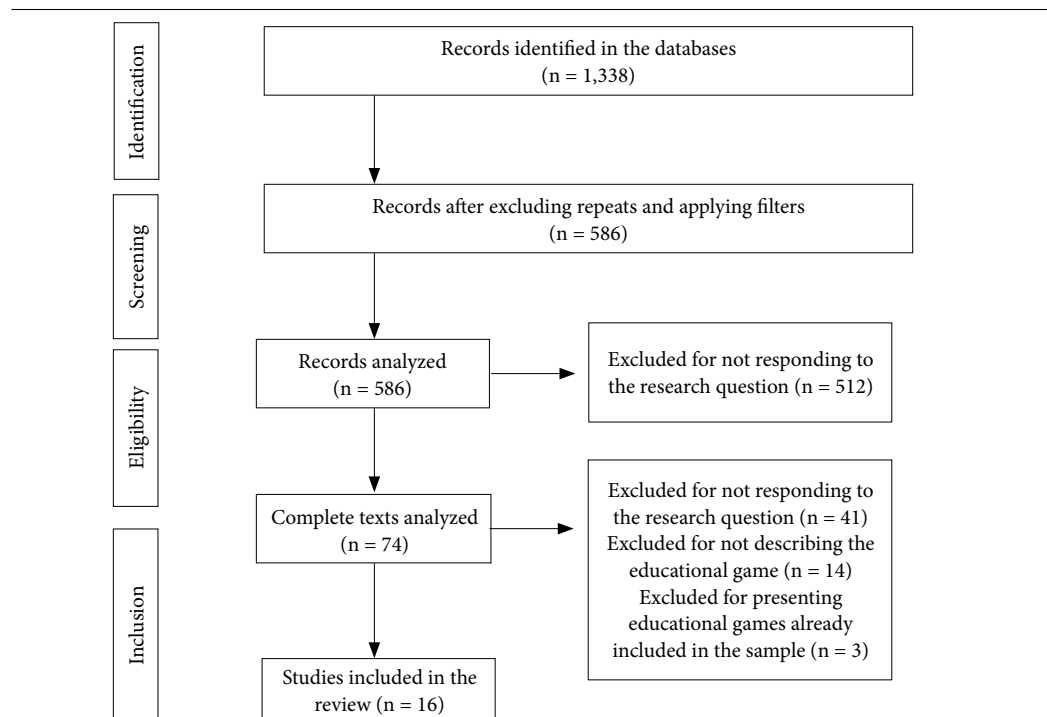 Identification
Records identified in the databases
(n = 1,338)
Screening
Records after excluding repeats and applying filters
(n = 586)
Eligibility
Records analyzed
(n = 586)
Excluded for not responding to
the research question (n = 512)
Complete texts analyzed
(n = 74)
Excluded for not responding to
the research question (n = 41)
Excluded for not describing the
educational game (n = 14)
Excluded for presenting
educational games already
included in the sample (n = 3)
Inclusion
Studies included in the
review (n = 16)